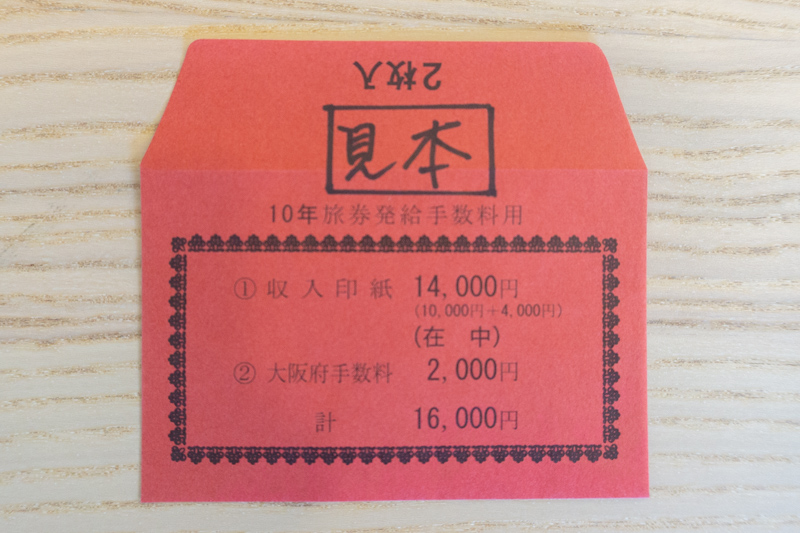 2枚入
見本
10年旅券発給手数料用
① 収入印紙 14,000円
(10,000円+4,000円)
(在 中)
② 大阪府手数料 2,000円
計 16,000円